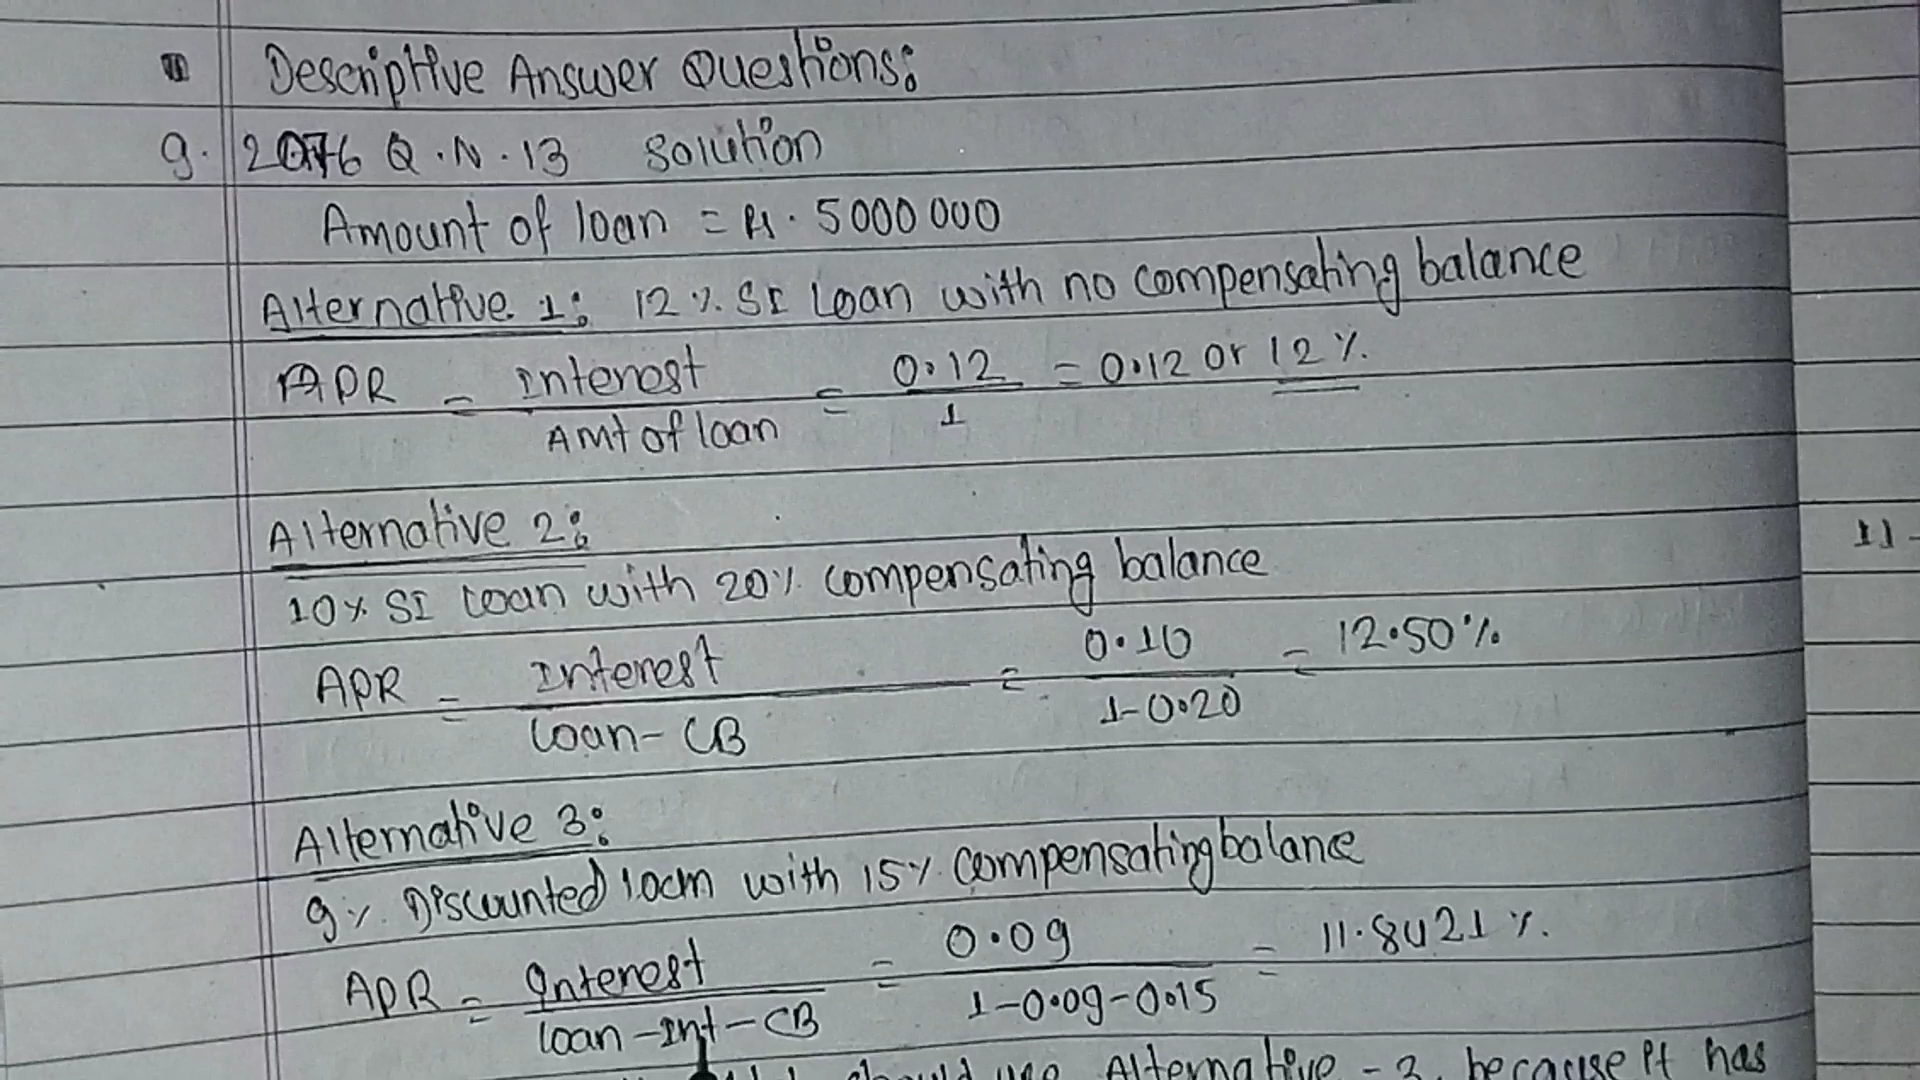 Descriptive Answer Questions:
9. 2076 Q.N.13 Solution
Amount of loan = Rs. 5000000
Alternative 1: 12% SI Loan with no compensating balance
APR = Interest / Amt of loan = 0.12 / 1 = 0.12 or 12%.
Alternative 2:
10% SI Loan with 20% compensating balance
11.
APR = Interest / Loan-CB = 0.10 / 1-0.20 = 12.50%
Alternative 3:
9% Discounted loan with 15% compensating balance
APR = Interest / loan-Int-CB = 0.09 / 1-0.09-0.15 = 11.8421%.
should use Alternative-3, because it has